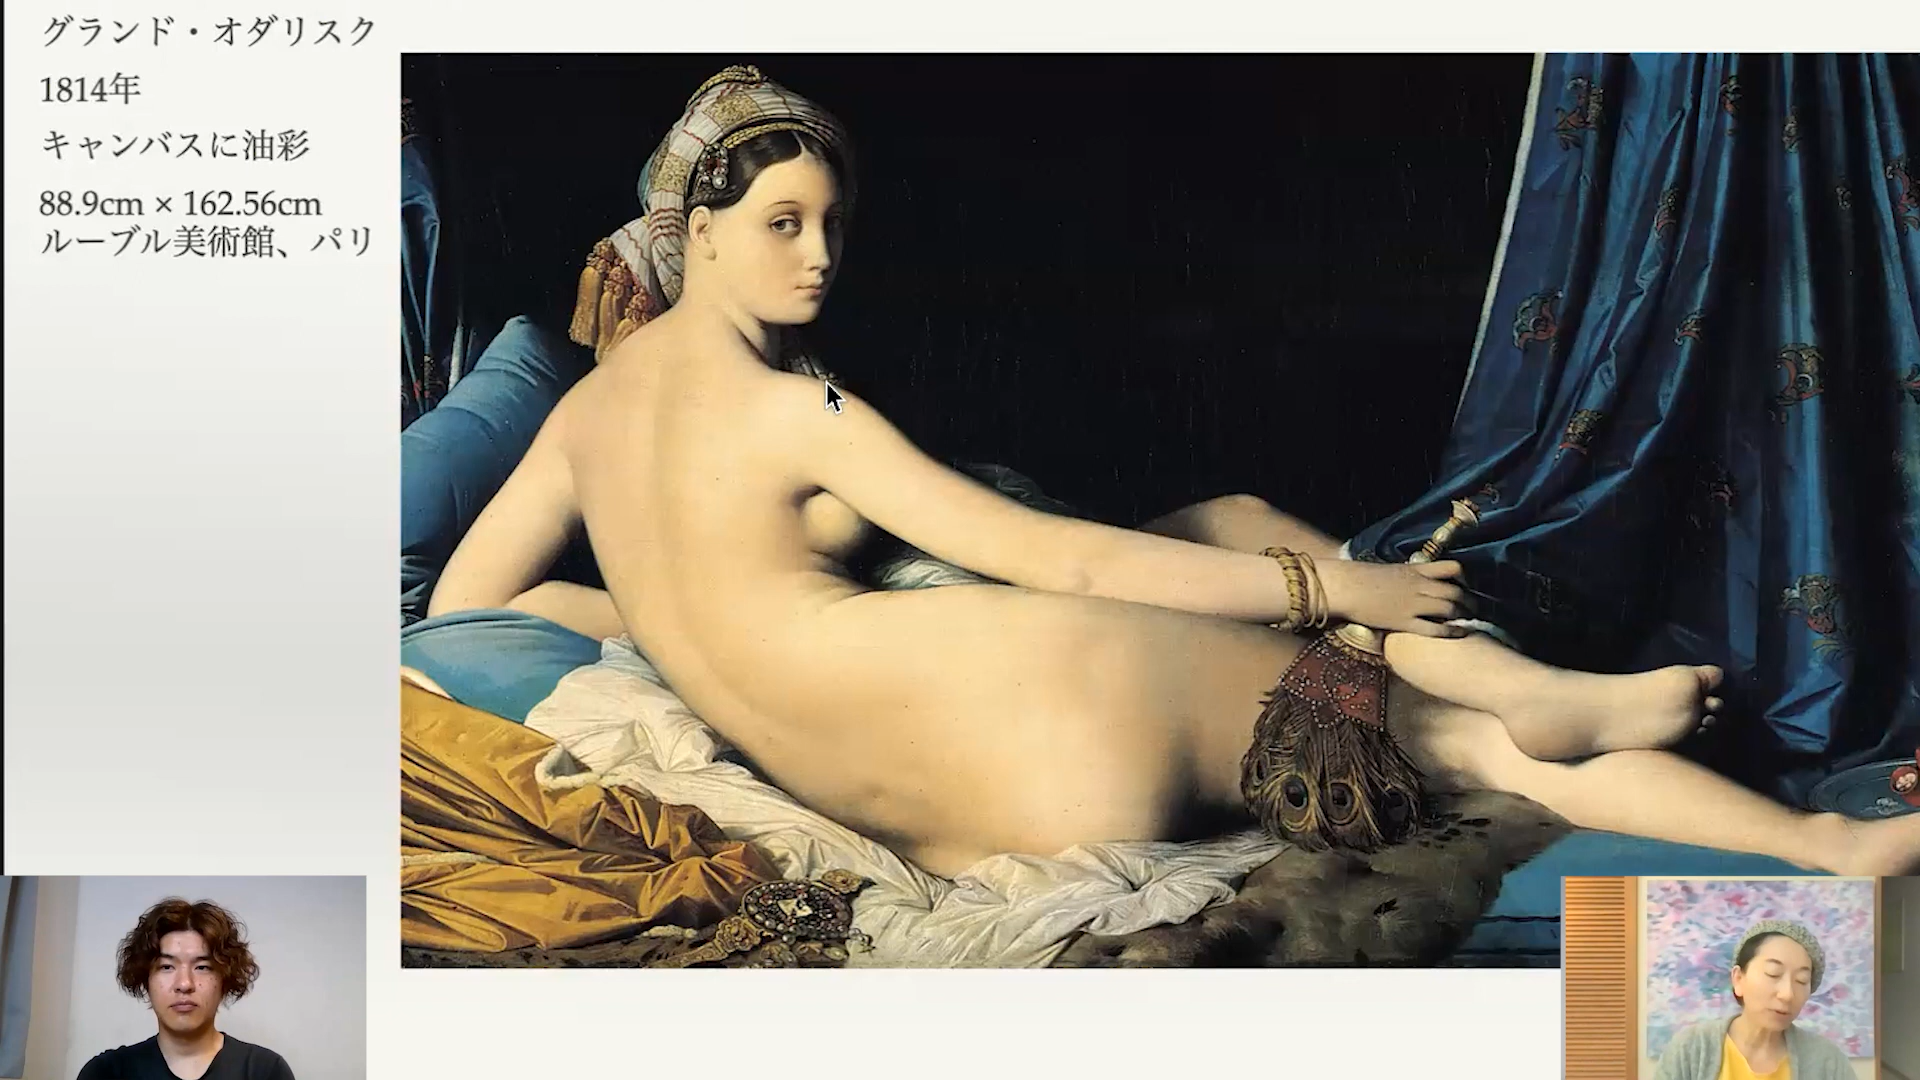 グランド・オダリスク
1814年
キャンバスに油彩
88.9cm × 162.56cm
ルーブル美術館、パリ